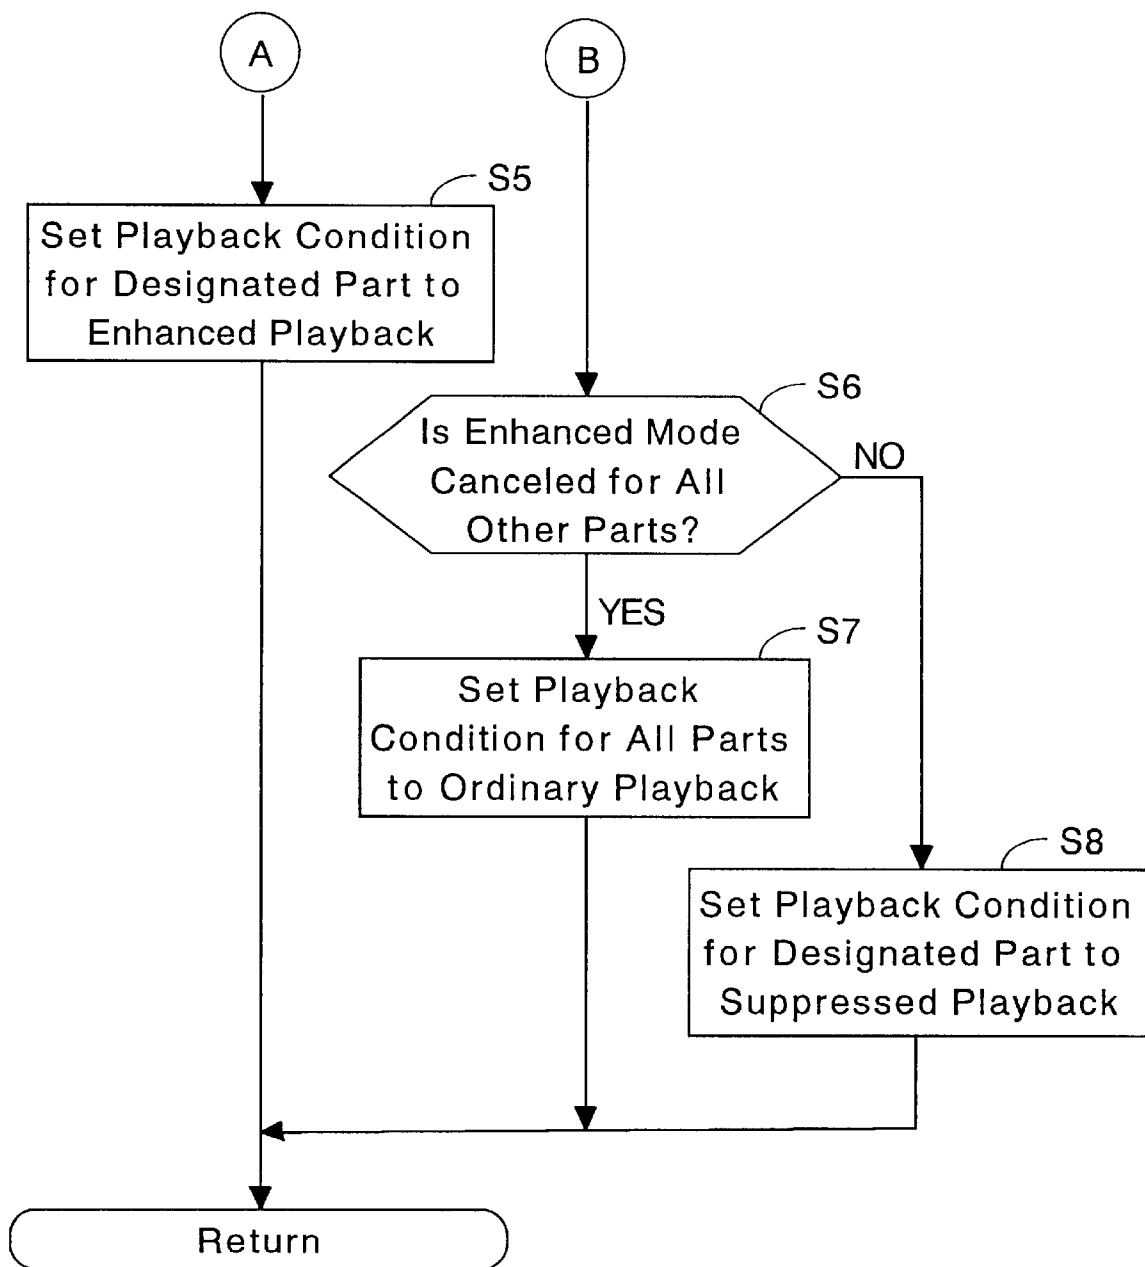 A
B
S5
Set Playback Condition
for Designated Part to
Enhanced Playback
S6
Is Enhanced Mode
Canceled for All
Other Parts?
NO
YES
S7
Set Playback
Condition for All Parts
to Ordinary Playback
S8
Set Playback Condition
for Designated Part to
Suppressed Playback
Return